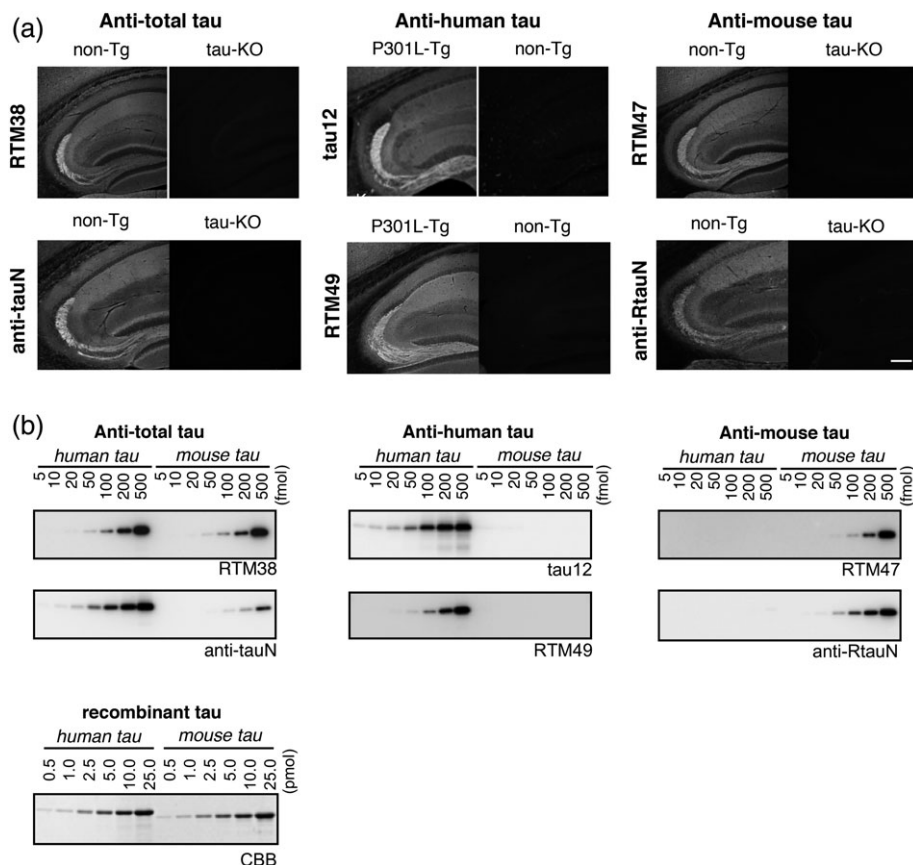 (a)
Anti-total tau
Anti-human tau
Anti-mouse tau
non-Tg tau-KO
P301L-Tg non-Tg
non-Tg tau-KO
RTM38
tau12
RTM47
non-Tg tau-KO
P301L-Tg non-Tg
non-Tg tau-KO
anti-tauN
RTM49
anti-RtauN
(b)
Anti-total tau
human tau mouse tau
5 10 20 50 100 200 500 5 10 20 50 100 200 500 (fmol)
RTM38
anti-tauN
Anti-human tau
human tau mouse tau
5 10 20 50 100 200 500 5 10 20 50 100 200 500 (fmol)
tau12
RTM49
Anti-mouse tau
human tau mouse tau
5 10 20 50 100 200 500 5 10 20 50 100 200 500 (fmol)
RTM47
anti-RtauN
recombinant tau
human tau mouse tau
0.5 1.0 2.5 5.0 10.0 25.0 0.5 1.0 2.5 5.0 10.0 25.0 (pmol)
CBB